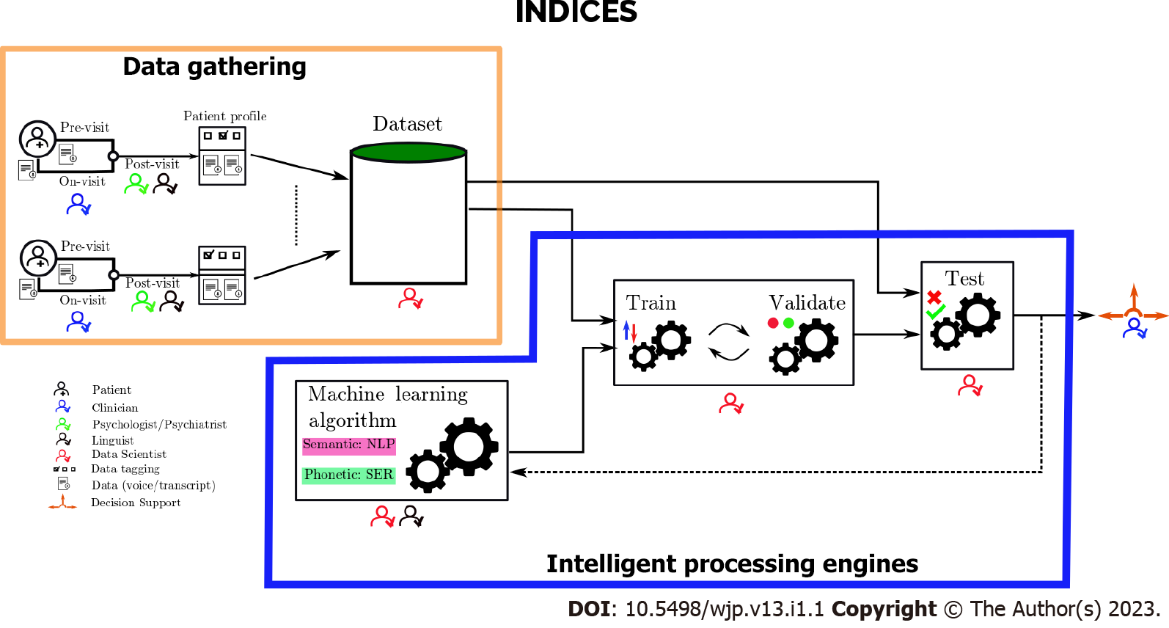 INDICES
Data gathering
Patient profile
Dataset
Pre-visit
Post-visit
On-visit
Pre-visit
Post-visit
On-visit
Train
Validate
Test
Patient
Clinician
Psychologist/Psychiatrist
Linguist
Data Scientist
Data tagging
Data (voice/transcript)
Decision Support
Machine learning
algorithm
Semantic: NLP
Phonetic: SER
Intelligent processing engines
DOI: 10.5498/wjp.v13.i1.1 Copyright © The Author(s) 2023.